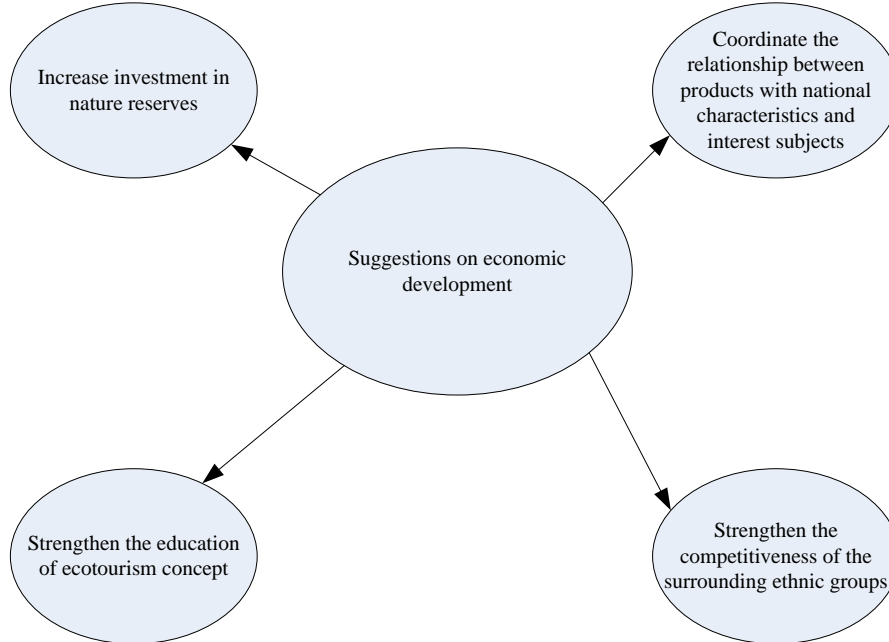 Increase investment in
nature reserves
Coordinate the
relationship between
products with national
characteristics and
interest subjects
Suggestions on economic
development
Strengthen the education
of ecotourism concept
Strengthen the
competitiveness of the
surrounding ethnic groups